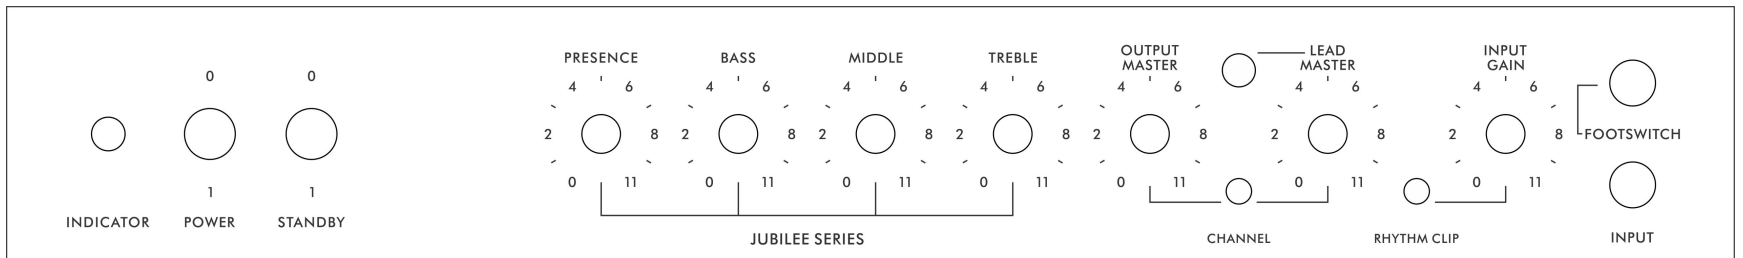 PRESENCE BASS MIDDLE TREBLE OUTPUT MASTER LEAD MASTER INPUT GAIN
0 0
4 6 4 6 4 6 4 6 4 6 4 6 4 6
2 8 2 8 2 8 2 8 2 8 2 8 2 8 FOOTSWITCH
0 11 0 11 0 11 0 11 0 11 0 11 0 11
1 1
INDICATOR POWER STANDBY
JUBILEE SERIES CHANNEL RHYTHM CLIP INPUT